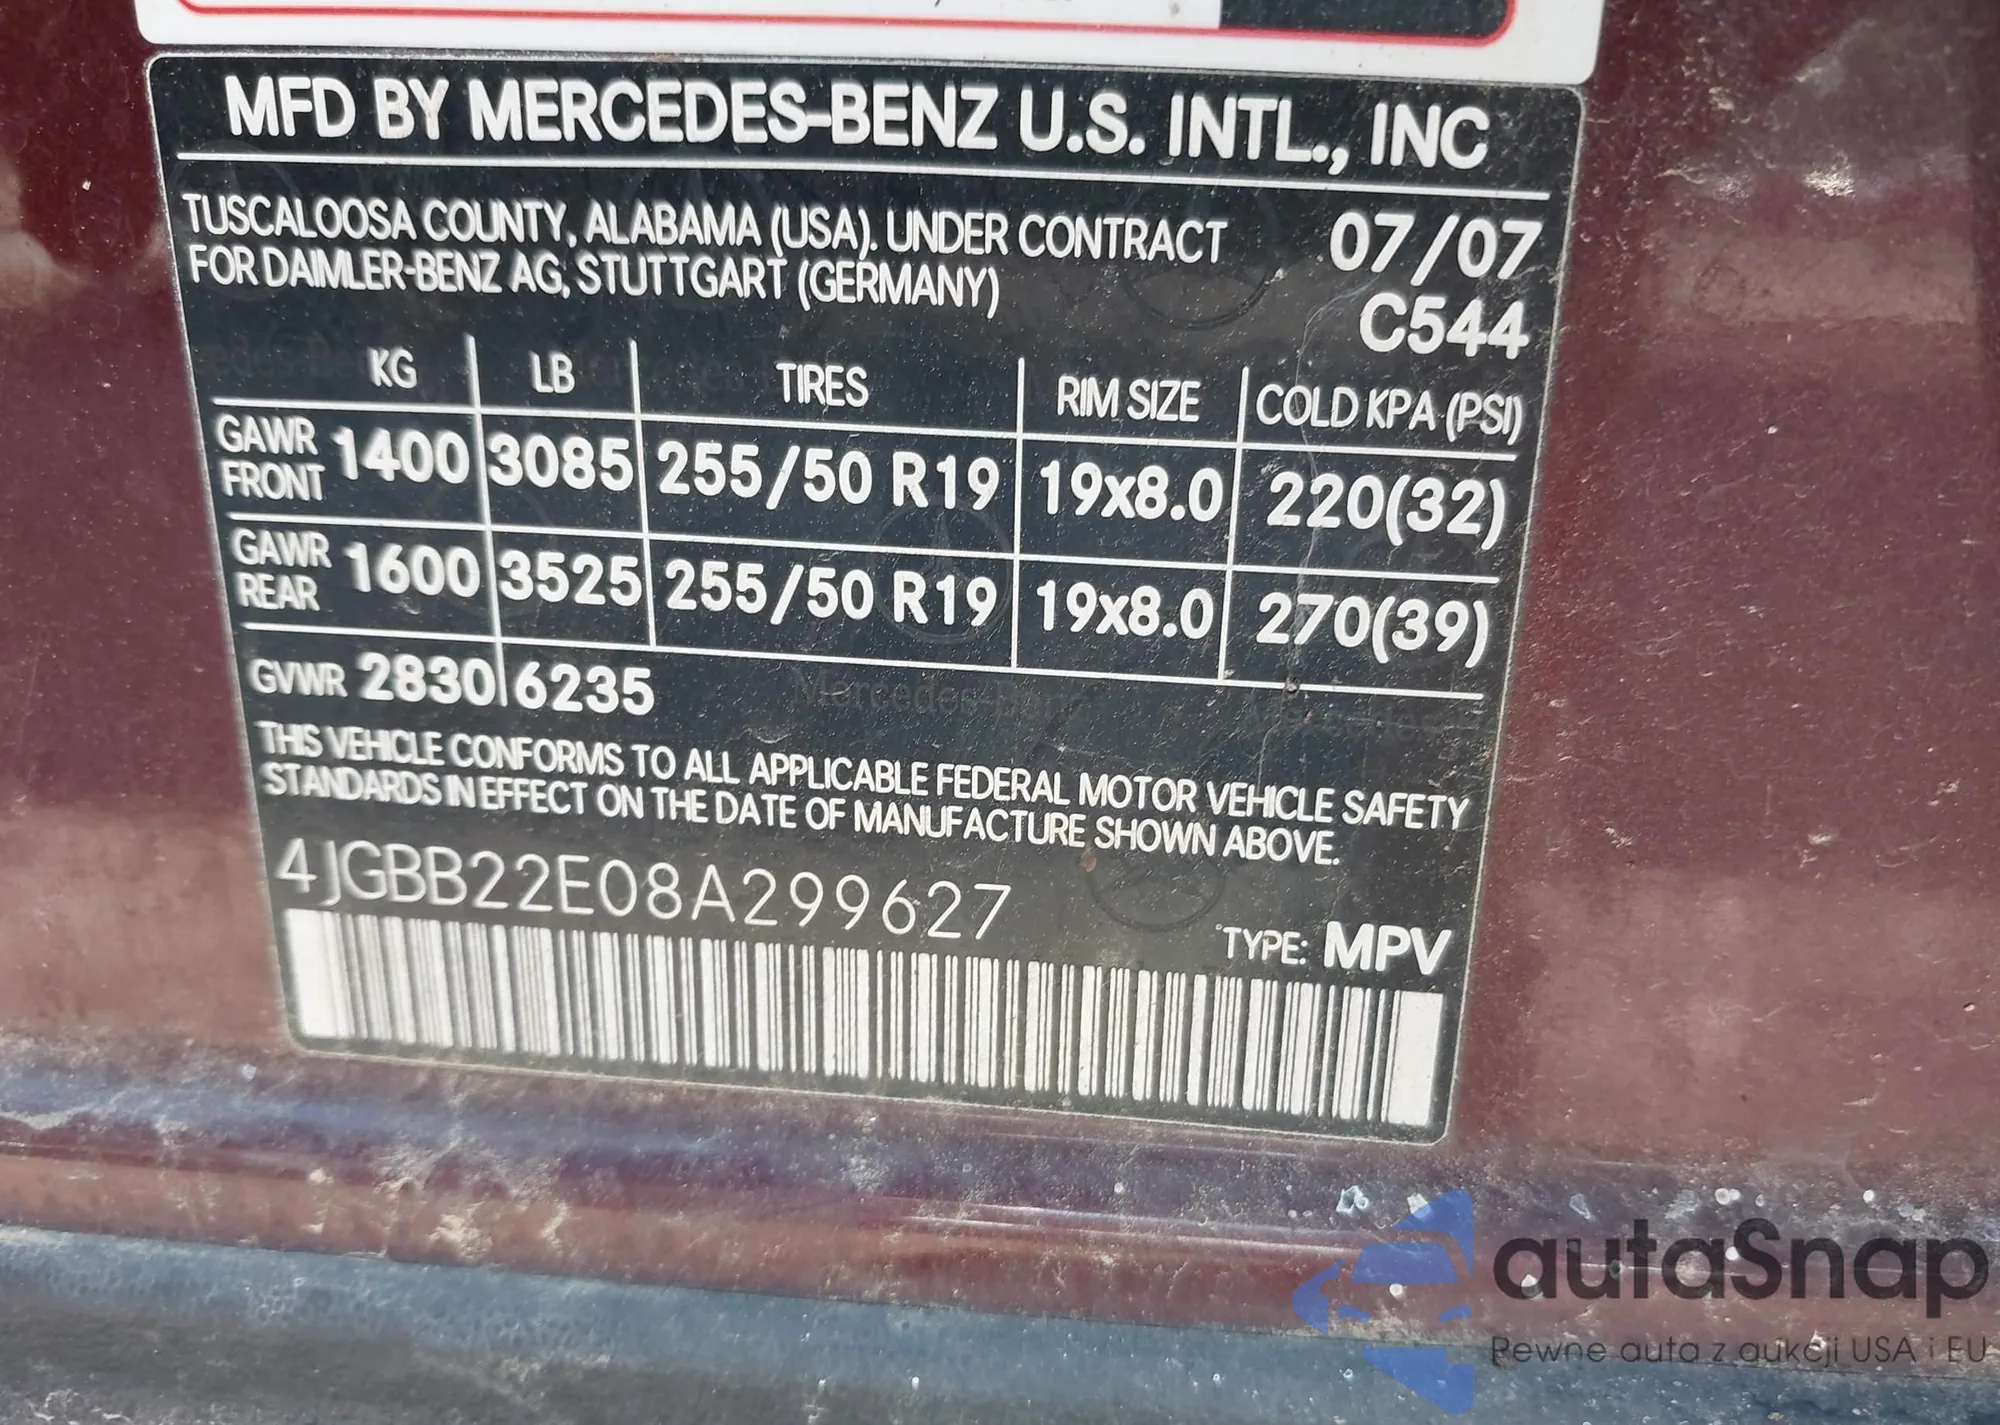 MFD BY MERCEDES-BENZ U.S. INTL., INC
TUSCALOOSA COUNTY, ALABAMA (USA). UNDER CONTRACT 07/07
FOR DAIMLER-BENZ AG, STUTTGART (GERMANY)
C544
KG LB TIRES RIM SIZE COLD KPA (PSI)
GAWR FRONT 1400 3085 255/50 R19 19x8.0 220(32)
GAWR REAR 1600 3525 255/50 R19 19x8.0 270(39)
GVWR 2830 6235
Mercedes-Benz
THIS VEHICLE CONFORMS TO ALL APPLICABLE FEDERAL MOTOR VEHICLE SAFETY
STANDARDS IN EFFECT ON THE DATE OF MANUFACTURE SHOWN ABOVE.
4JGBB22E08A299627
TYPE: MPV
autaSnap
Pewne auta z aukcji USA i EU